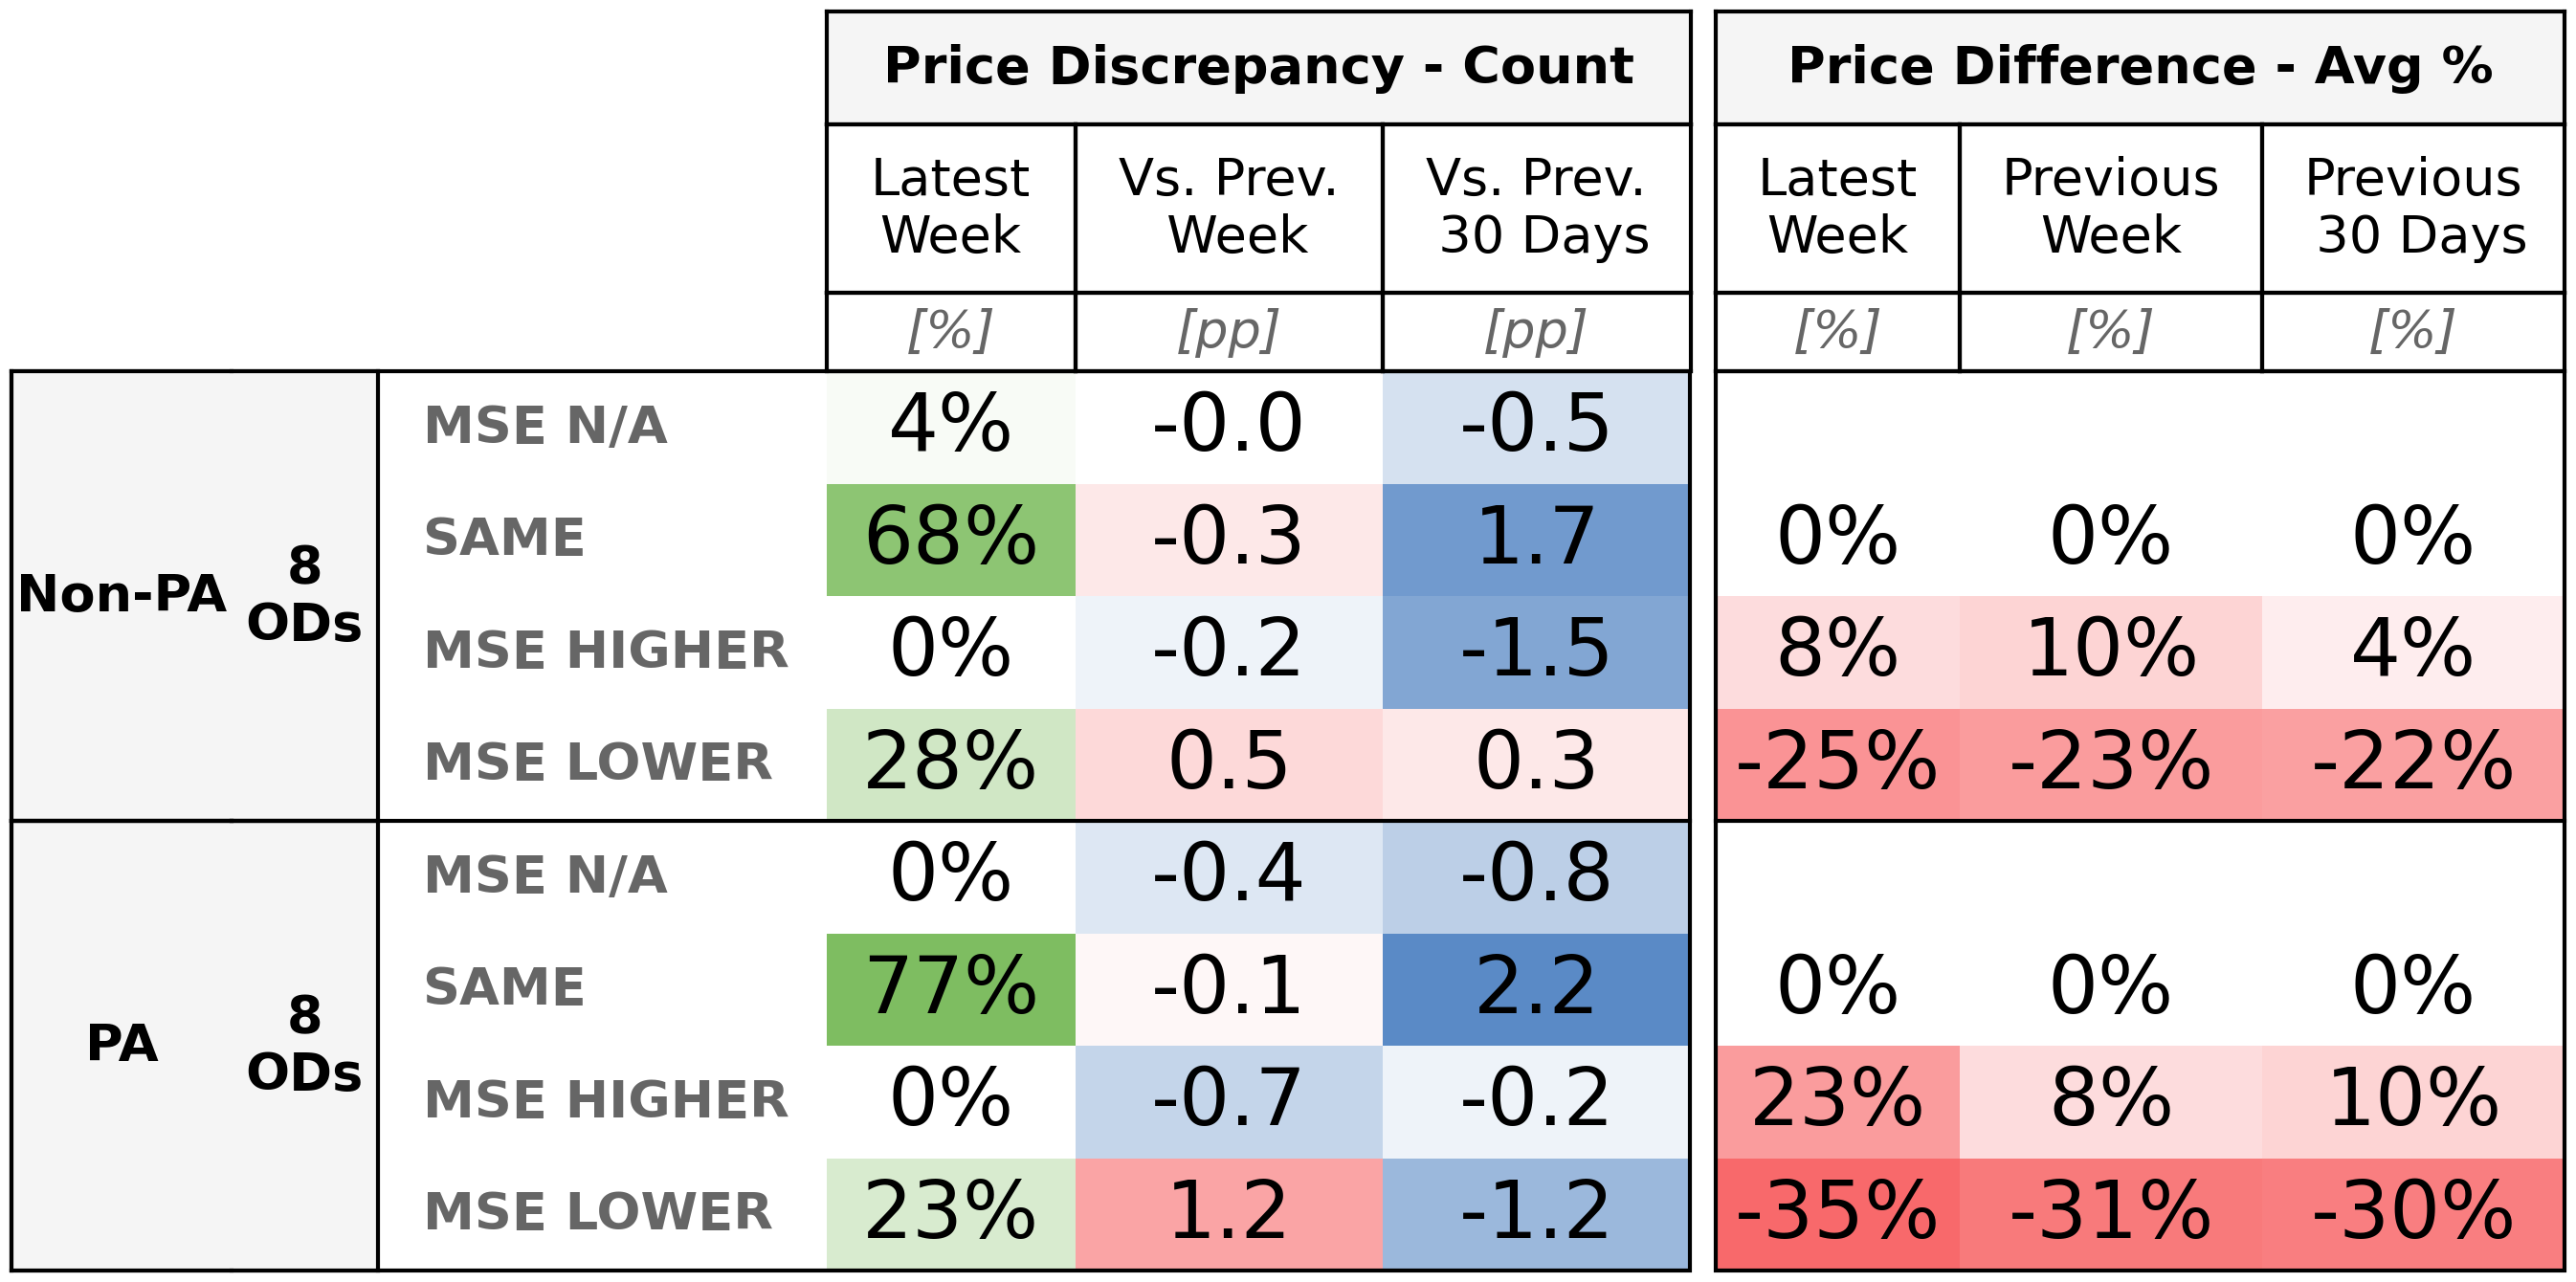 Price Discrepancy - Count Price Difference - Avg %
Latest Week Vs. Prev. Week Vs. Prev. 30 Days Latest Week Previous Week Previous 30 Days
[%] [pp] [pp] [%] [%] [%]
Non-PA 8 ODs
MSE N/A 4% -0.0 -0.5
SAME 68% -0.3 1.7 0% 0% 0%
MSE HIGHER 0% -0.2 -1.5 8% 10% 4%
MSE LOWER 28% 0.5 0.3 -25% -23% -22%
PA 8 ODs
MSE N/A 0% -0.4 -0.8
SAME 77% -0.1 2.2 0% 0% 0%
MSE HIGHER 0% -0.7 -0.2 23% 8% 10%
MSE LOWER 23% 1.2 -1.2 -35% -31% -30%